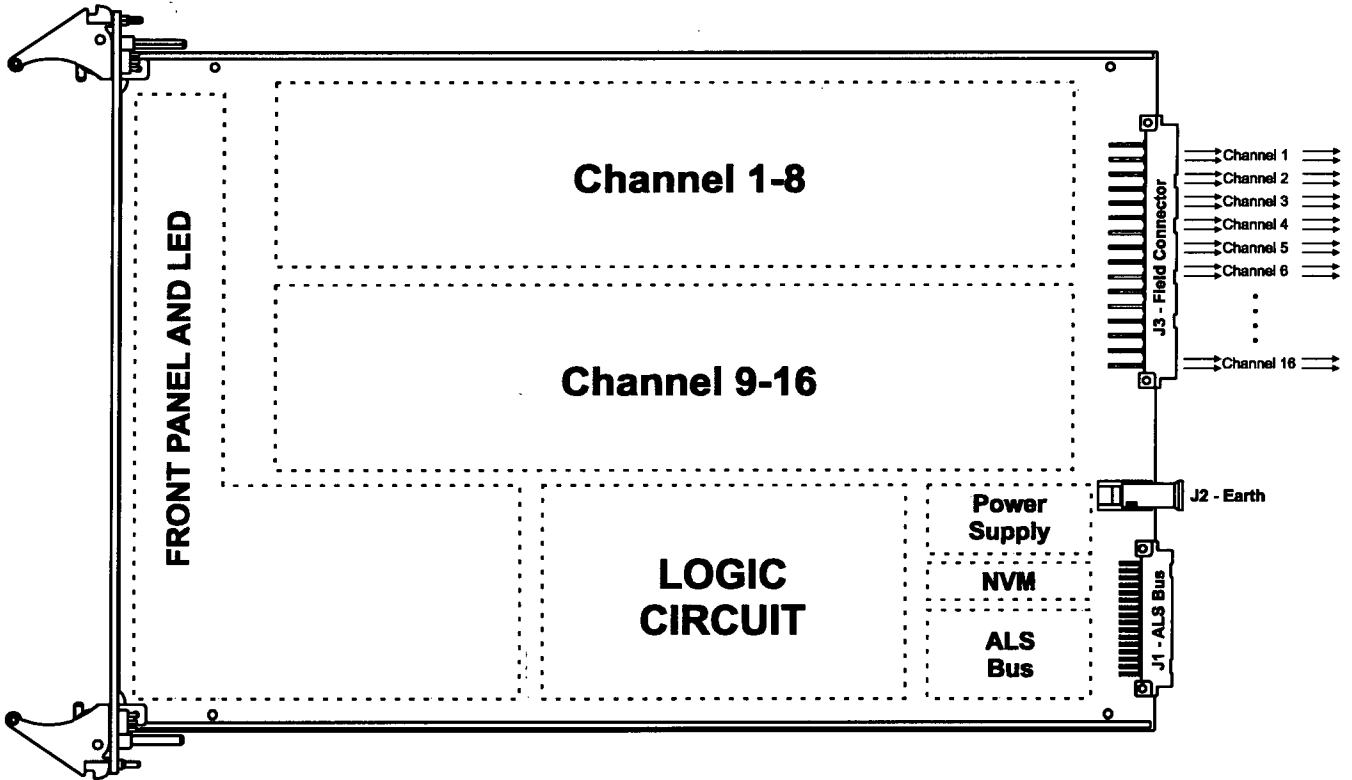 Channel 1-8
FRONT PANEL AND LED
Channel 9-16
J3 - Field Connector
Channel 1
Channel 2
Channel 3
Channel 4
Channel 5
Channel 6
Channel 16
Power
Supply
J2 - Earth
LOGIC
CIRCUIT
NVM
ALS
Bus
J1 - ALS Bus